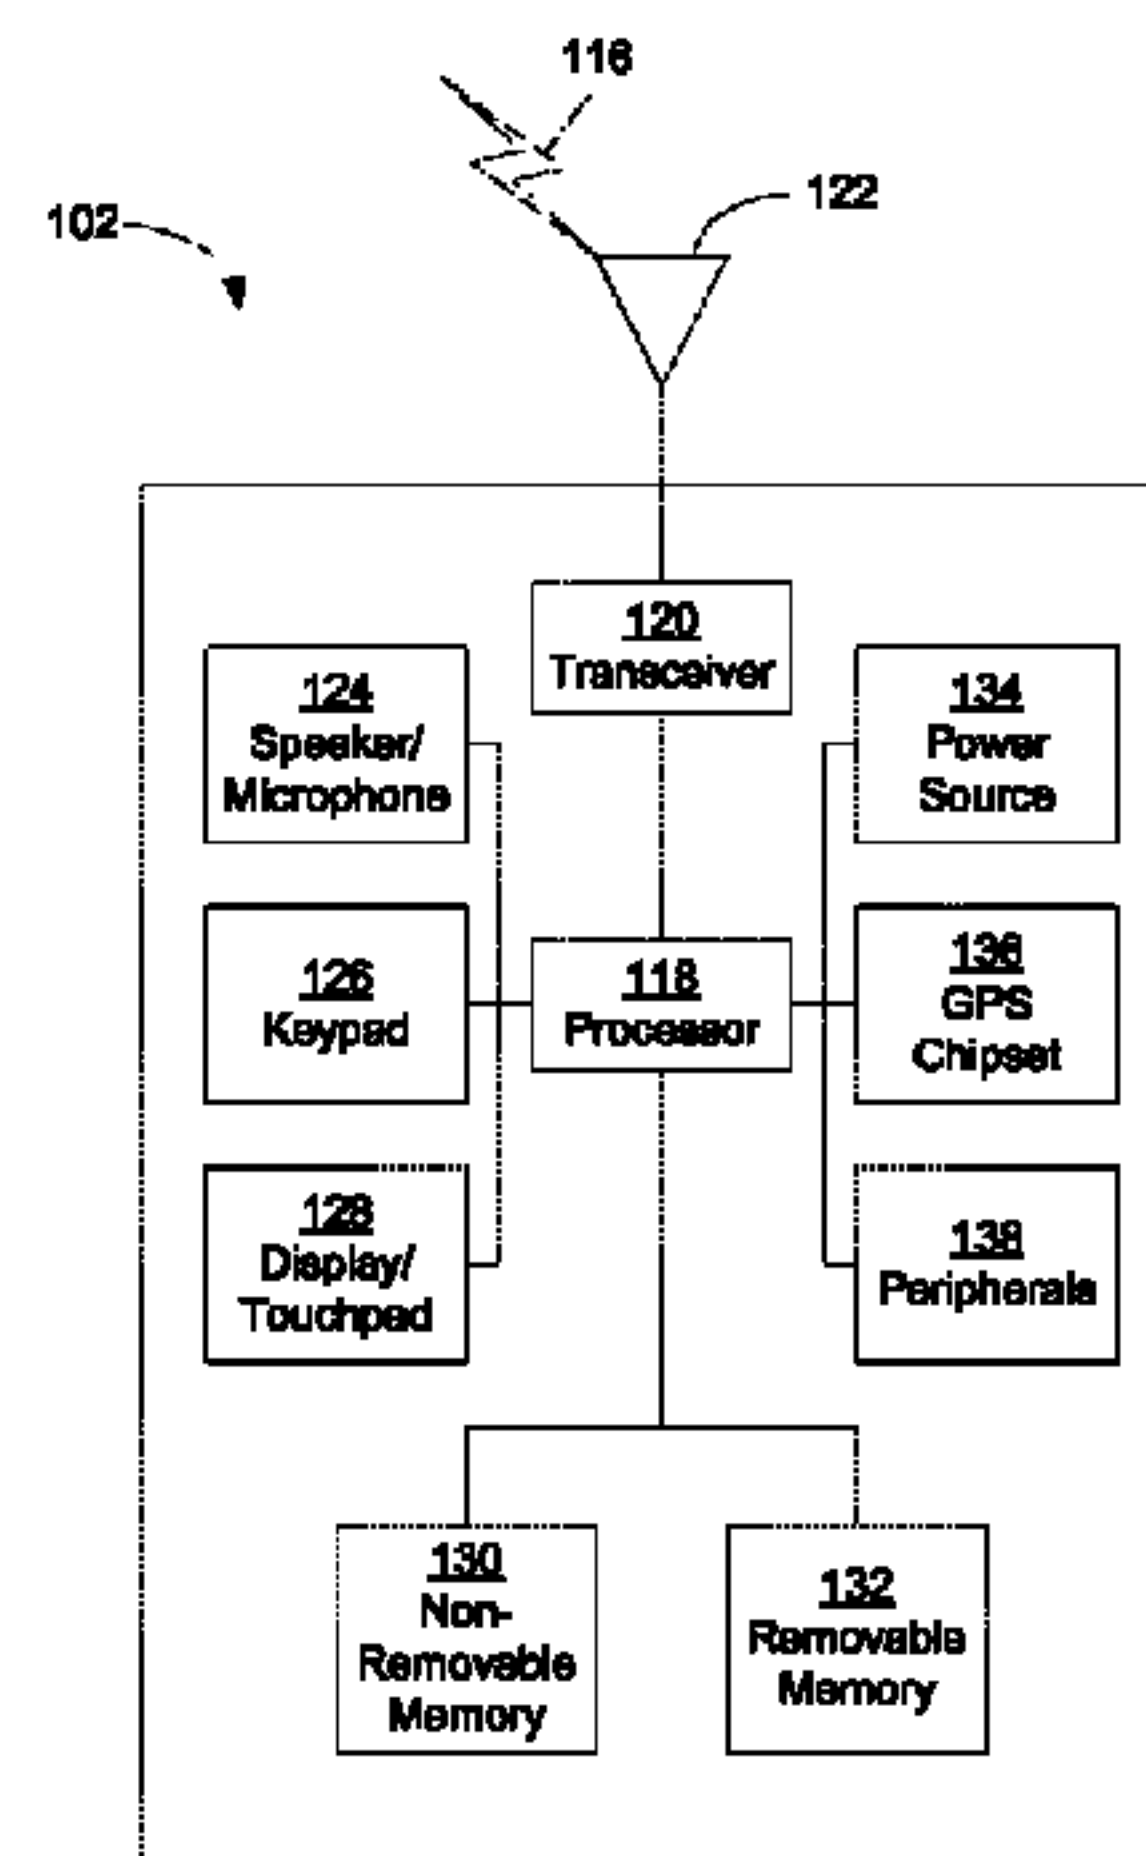 116
122
102
120
Transceiver
124
Speaker/
Microphone
134
Power
Source
118
Processor
126
Keypad
136
GPS
Chipset
128
Display/
Touchpad
138
Peripherals
130
Non-
Removable
Memory
132
Removable
Memory